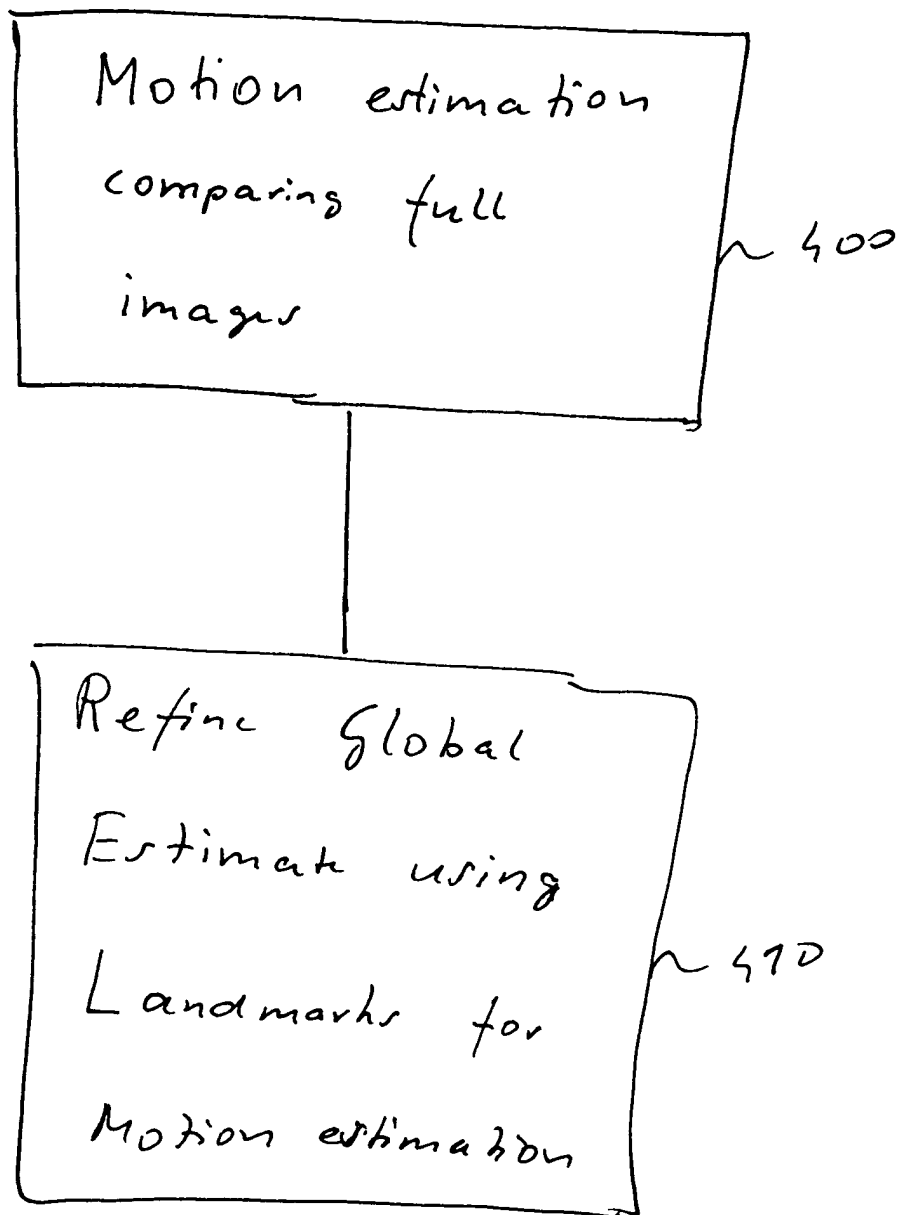 Motion estimation
comparing full
images
400
Refine Global
Estimate using
Landmarks for
Motion estimation
410